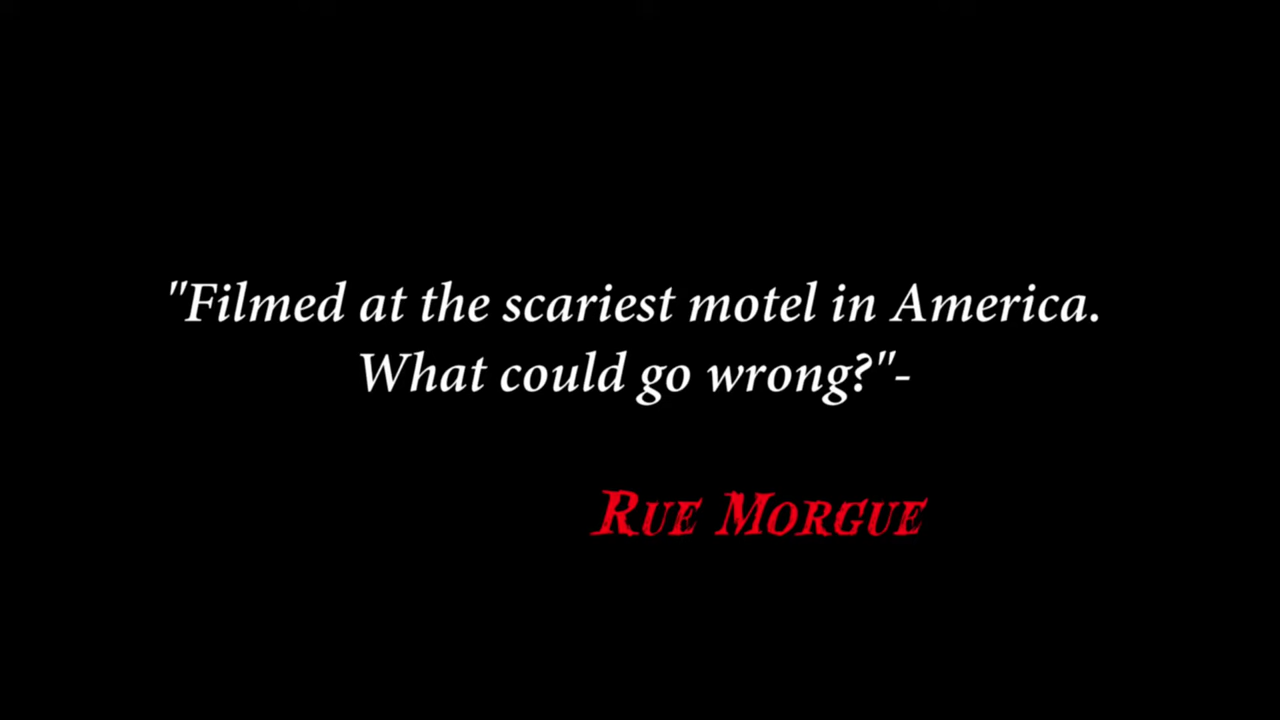 "Filmed at the scariest motel in America.
What could go wrong?"-
Rue Morgue